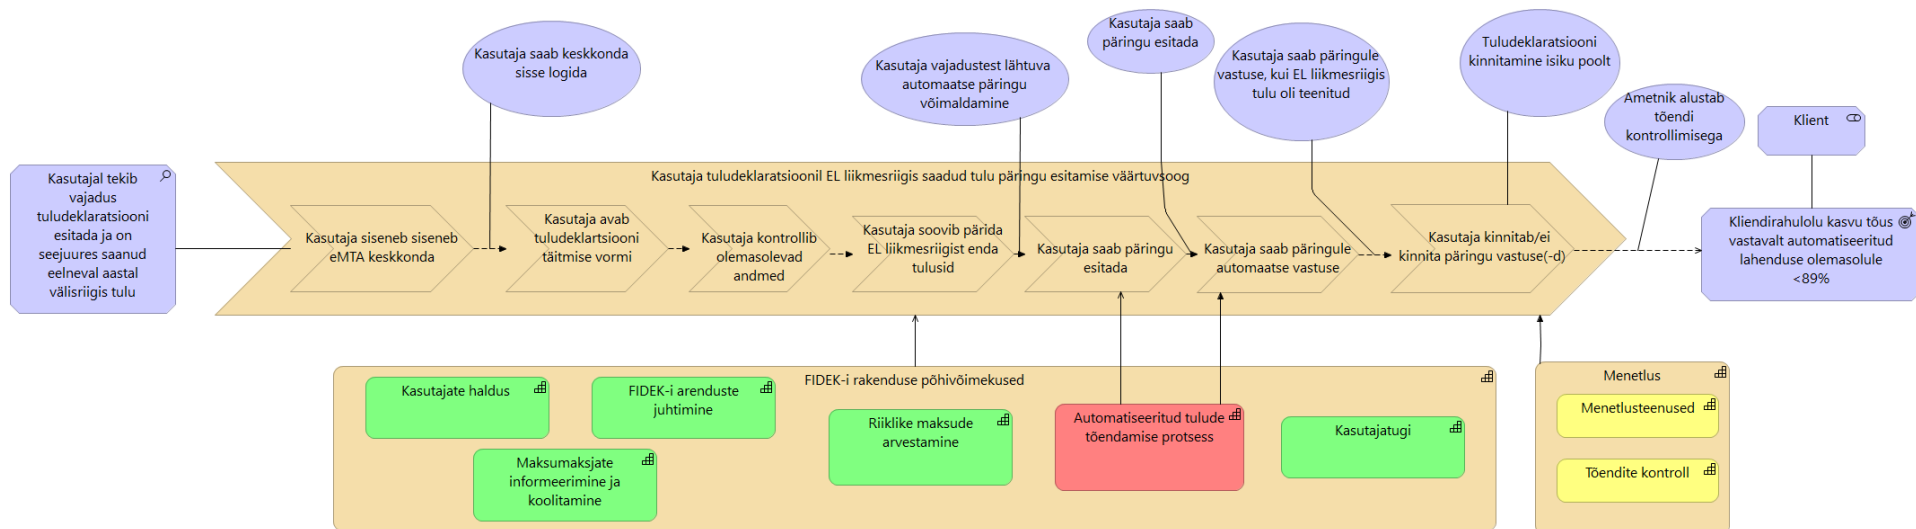 Kasutaja saab keskkonda
sisse logida
Kasutaja vajadustest lähtuva
automaatse päringu
võimaldamine
Kasutaja saab
päringu esitada
Kasutaja saab päringule
vastuse, kui EL liikmesriigis
tulu oli teenitud
Tuludeklaratsiooni
kinnitamine isiku poolt
Ametnik alustab
tõendi
kontrollimisega
Klient
Kasutajal tekib
vajadus
tuludeklaratsiooni
esitada ja on
seejuures saanud
eelneval aastal
välisriigis tulu
Kasutaja tuludeklaratsioonil EL liikmesriigis saadud tulu päringu esitamise väärtuvsoog
Kasutaja siseneb siseneb
eMTA keskkonda
Kasutaja avab
tuludeklartsiooni
täitmise vormi
Kasutaja kontrollib
olemasolevad
andmed
Kasutaja soovib pärida
EL liikmesriigist enda
tulusid
Kasutaja saab päringu
esitada
Kasutaja saab päringule
automaatse vastuse
Kasutaja kinnitab/ei
kinnita päringu vastuse(-d)
Kliendirahulolu kasvu tõus
vastavalt automatiseeritud
lahenduse olemasolule
<89%
FIDEK-i rakenduse põhivõimekused
Kasutajate haldus
FIDEK-i arenduste
juhtimine
Maksumaksjate
informeerimine ja
koolitamine
Riiklike maksude
arvestamine
Automatiseeritud tulude
tõendamise protsess
Kasutajatugi
Menetlus
Menetlusteenused
Tõendite kontroll